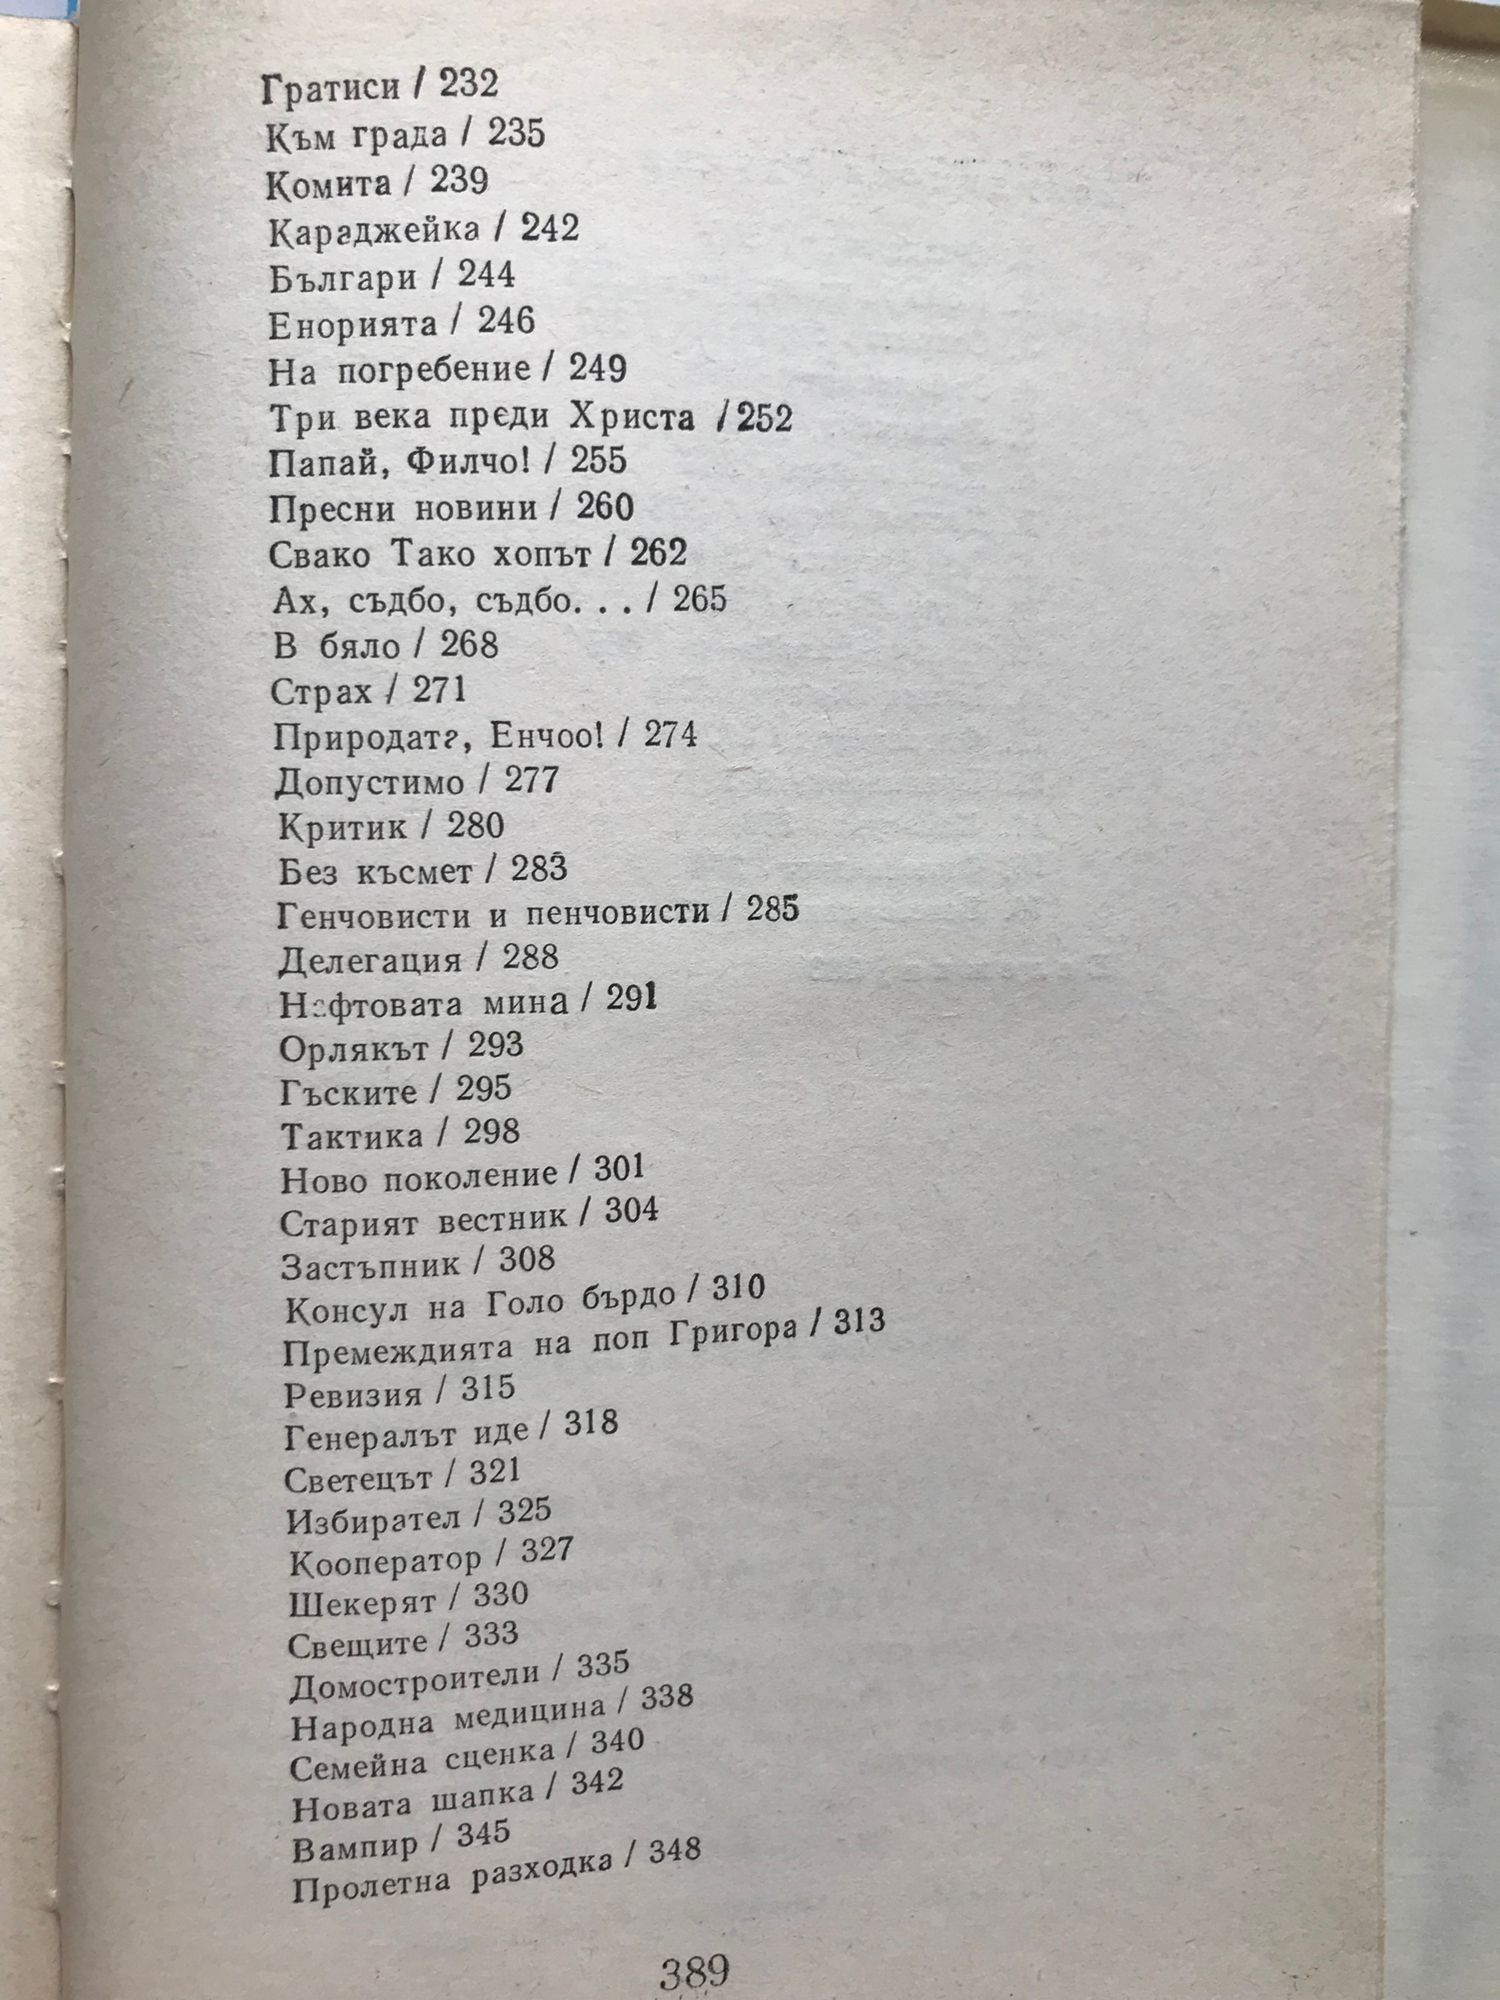 Гратиси / 232
Към града / 235
Комита / 239
Караджейка / 242
Българи / 244
Енорията / 246
На погребение / 249
Три века преди Христа / 252
Папай, Филчо! / 255
Пресни новини / 260
Свако Тако хопът / 262
Ах, съдбо, съдбо. . . / 265
В бяло / 268
Страх / 271
Природата, Енчоо! / 274
Допустимо / 277
Критик / 280
Без късмет / 283
Генчовисти и пенчовисти / 285
Делегация / 288
Нафтовата мина / 291
Орлякът / 293
Гъските / 295
Тактика / 298
Ново поколение / 301
Старият вестник / 304
Застъпник / 308
Консул на Голо бърдо / 310
Премеждията на поп Григора / 313
Ревизия / 315
Генералът иде / 318
Светецът / 321
Избирател / 325
Кооператор / 327
Шекерят / 330
Свещите / 333
Домостроители / 335
Народна медицина / 338
Семейна сценка / 340
Новата шапка / 342
Вампир / 345
Пролетна разходка / 348
389